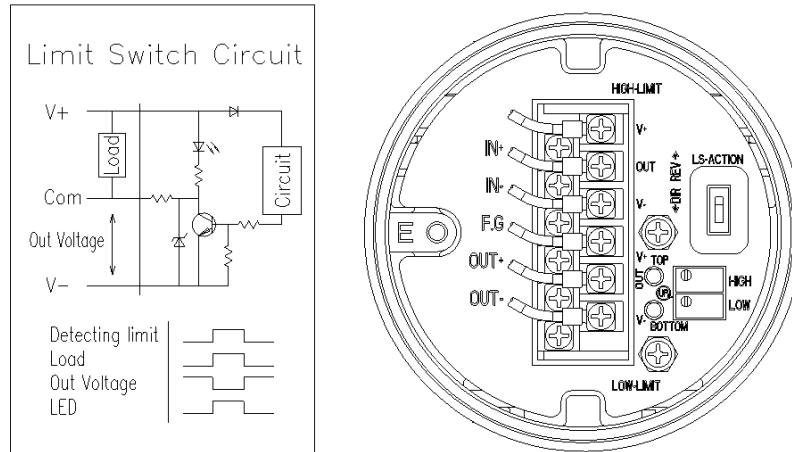 Limit Switch Circuit
V+
Load
Com
Out Voltage
V-
Circuit
Detecting limit
Load
Out Voltage
LED
HIGH-LIMIT
IN+
IN-
F.G
OUT+
OUT-
E
V+
OUT
V-
V+
OUT
V-
LS-ACTION
←DIR REV→
TOP
UP
BOTTOM
HIGH
LOW
LOW-LIMIT